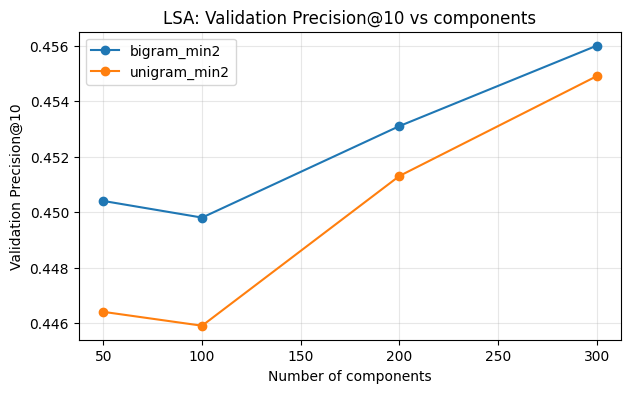 LSA: Validation Precision@10 vs components
bigram_min2
unigram_min2
Validation Precision@10
0.456
0.454
0.452
0.450
0.448
0.446
50 100 150 200 250 300
Number of components